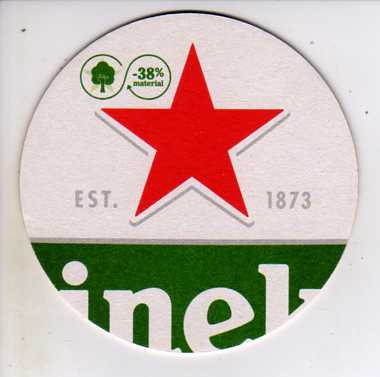 -38%
material
EST. 1873
inek